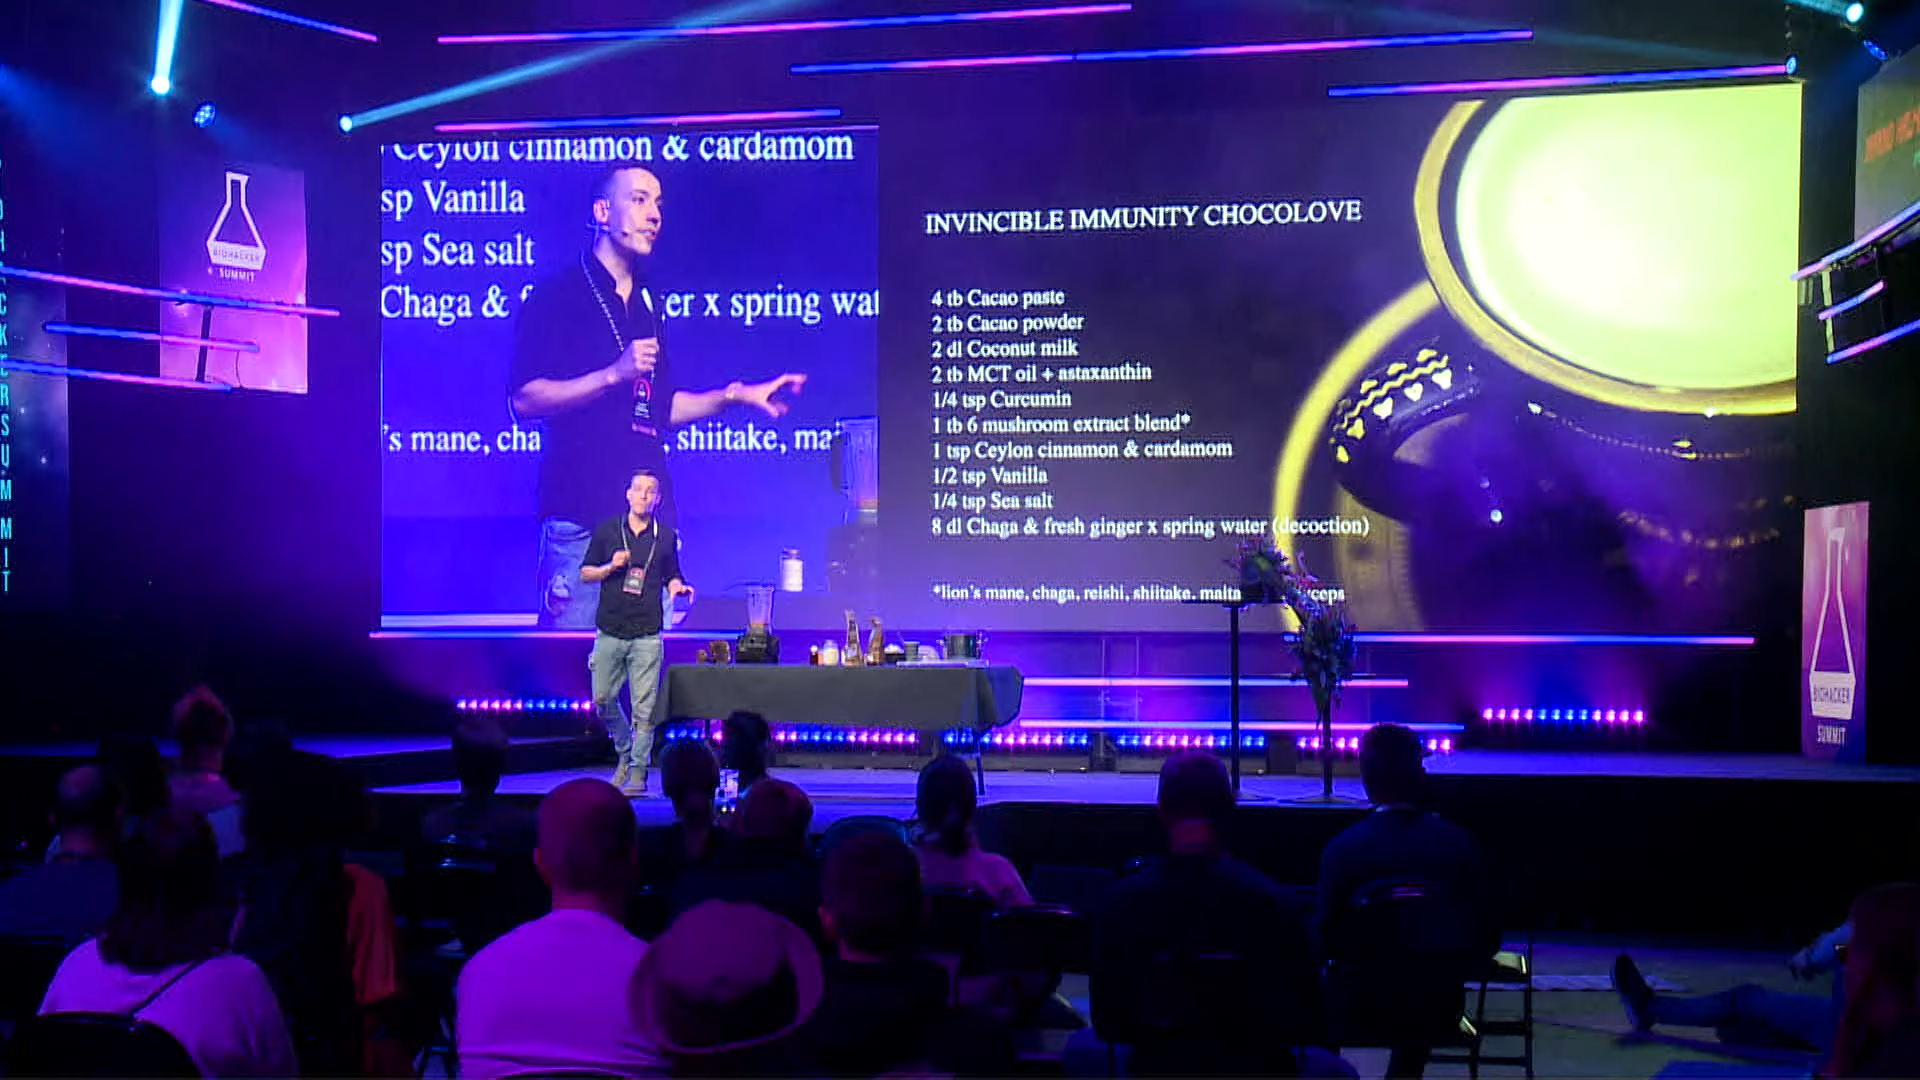 BIOHACKER
SUMMIT
BIOHACKERSUMMIT
Ceylon cinnamon & cardamom
sp Vanilla
sp Sea salt
Chaga & f ger x spring wat
's mane, cha , shiitake, mai
INVINCIBLE IMMUNITY CHOCOLOVE
4 tb Cacao paste
2 tb Cacao powder
2 dl Coconut milk
2 tb MCT oil + astaxanthin
1/4 tsp Curcumin
1 tb 6 mushroom extract blend*
1 tsp Ceylon cinnamon & cardamom
1/2 tsp Vanilla
1/4 tsp Sea salt
8 dl Chaga & fresh ginger x spring water (decoction)
*lion's mane, chaga, reishi, shiitake, maita yceps
BIOHACKER
SUMMIT